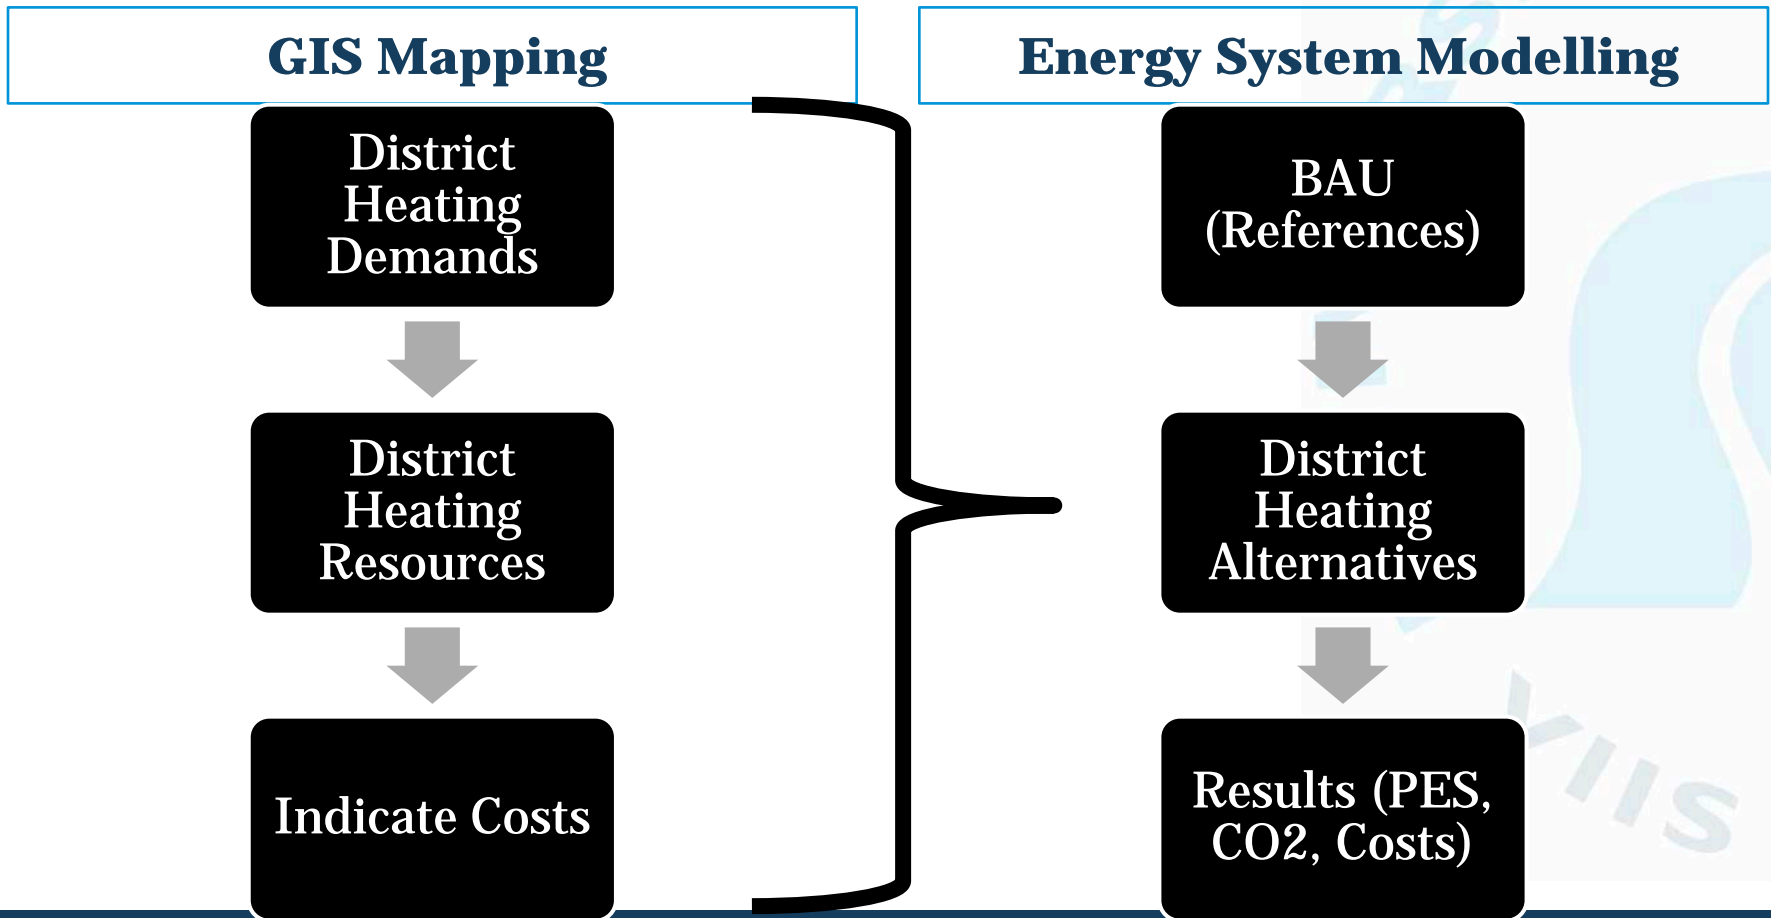 GIS Mapping
District
Heating
Demands
District
Heating
Resources
Indicate Costs
Energy System Modelling
BAU
(References)
District
Heating
Alternatives
Results (PES,
CO2, Costs)